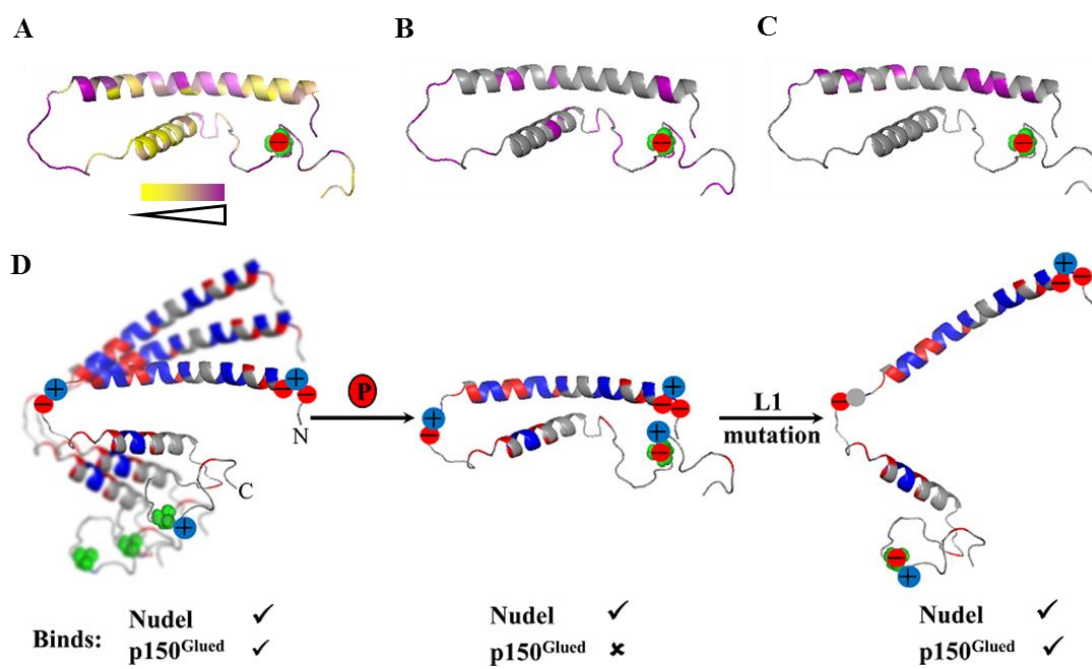 A
B
C
D
N
C
P
L1
mutation
Binds:
Nudel ✓
p150Glued ✓
Nudel ✓
p150Glued ✘
Nudel ✓
p150Glued ✓